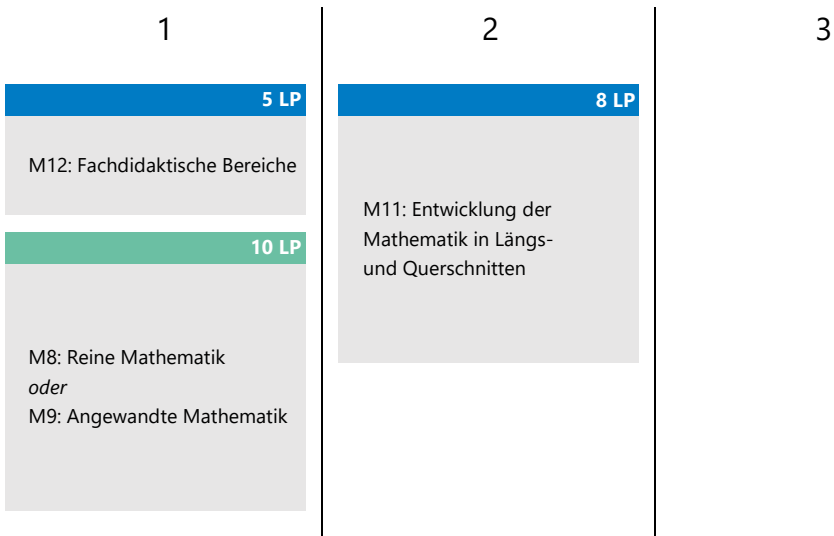 1
2
3
5 LP
M12: Fachdidaktische Bereiche
10 LP
M8: Reine Mathematik
oder
M9: Angewandte Mathematik
8 LP
M11: Entwicklung der
Mathematik in Längs-
und Querschnitten